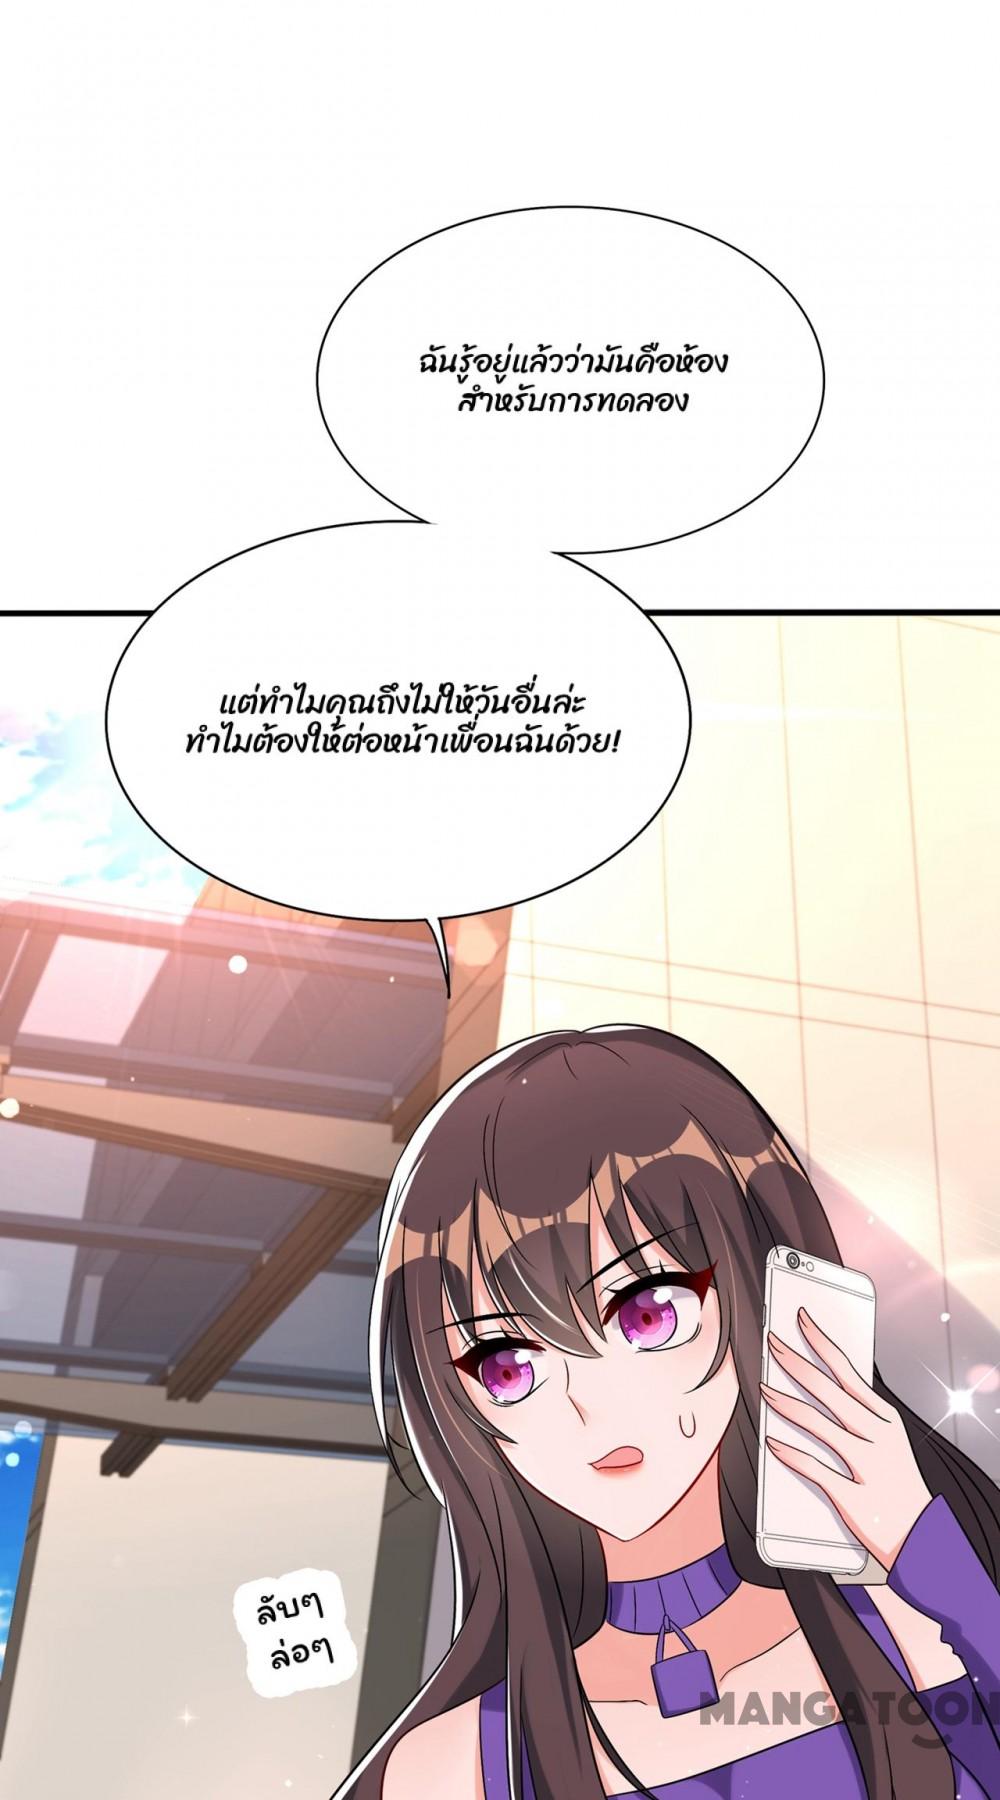 ฉันรู้อยู่แล้วว่ามันคือห้อง
สำหรับการทดลอง
แต่ทำไมคุณถึงไม่ให้วันอื่นล่ะ
ทำไมต้องให้ต่อหน้าเพื่อนฉันด้วย!
ลับๆ
ล่อๆ
MANGATOON